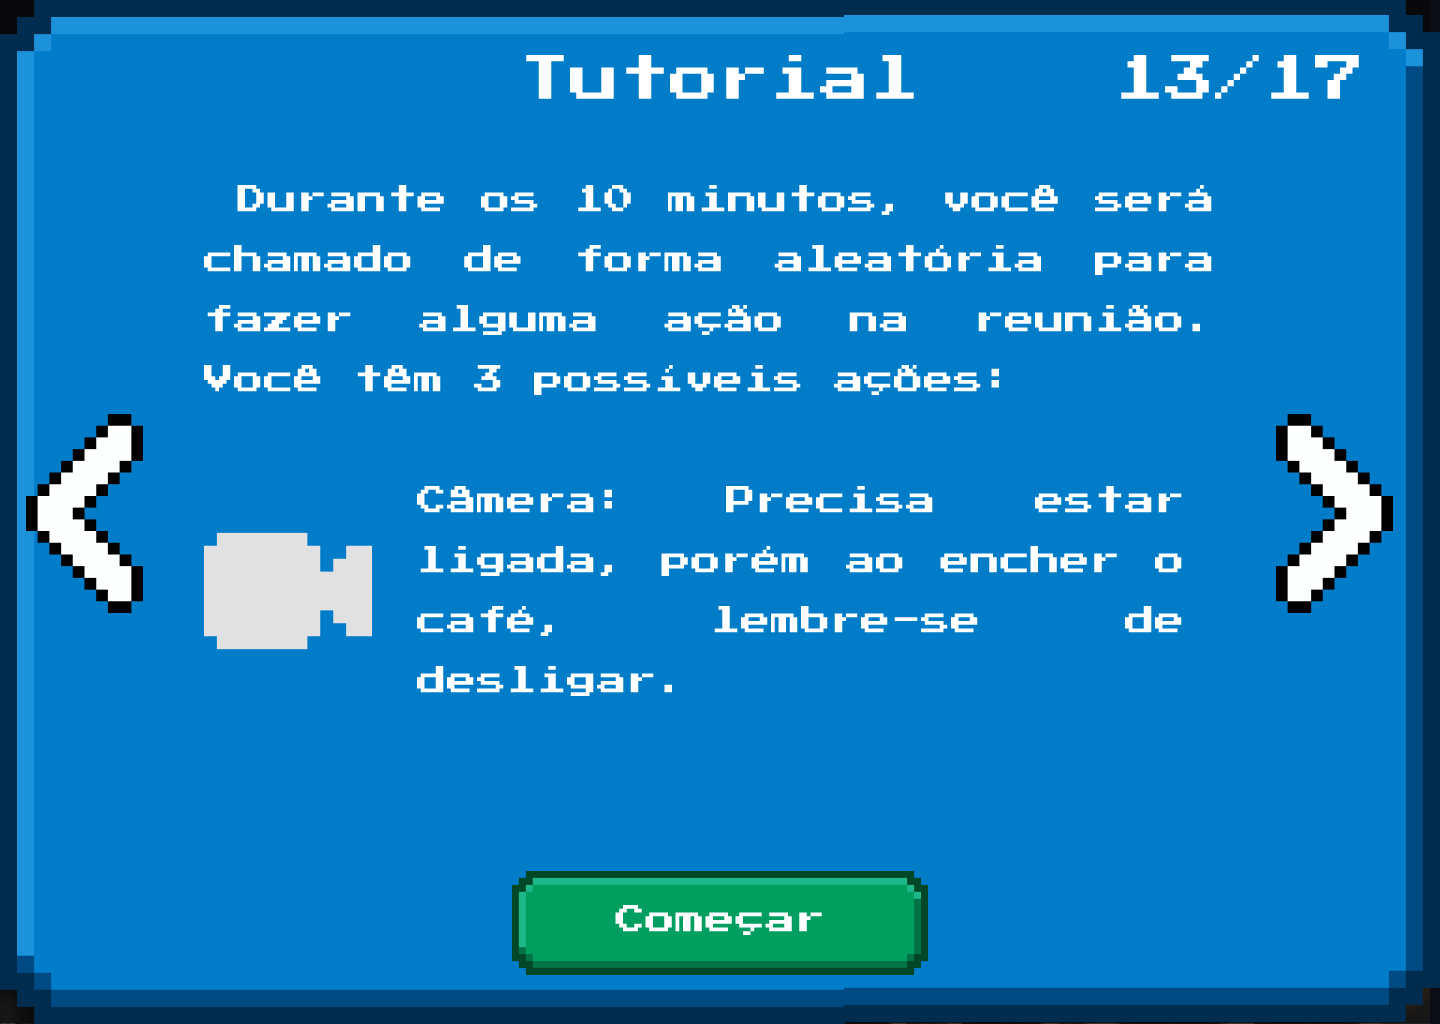 Tutorial 13/17
Durante os 10 minutos, você será
chamado de forma aleatória para
fazer alguma ação na reunião.
Você têm 3 possíveis ações:
Câmera: Precisa estar
ligada, porém ao encher o
café, lembre-se de
desligar.
Começar